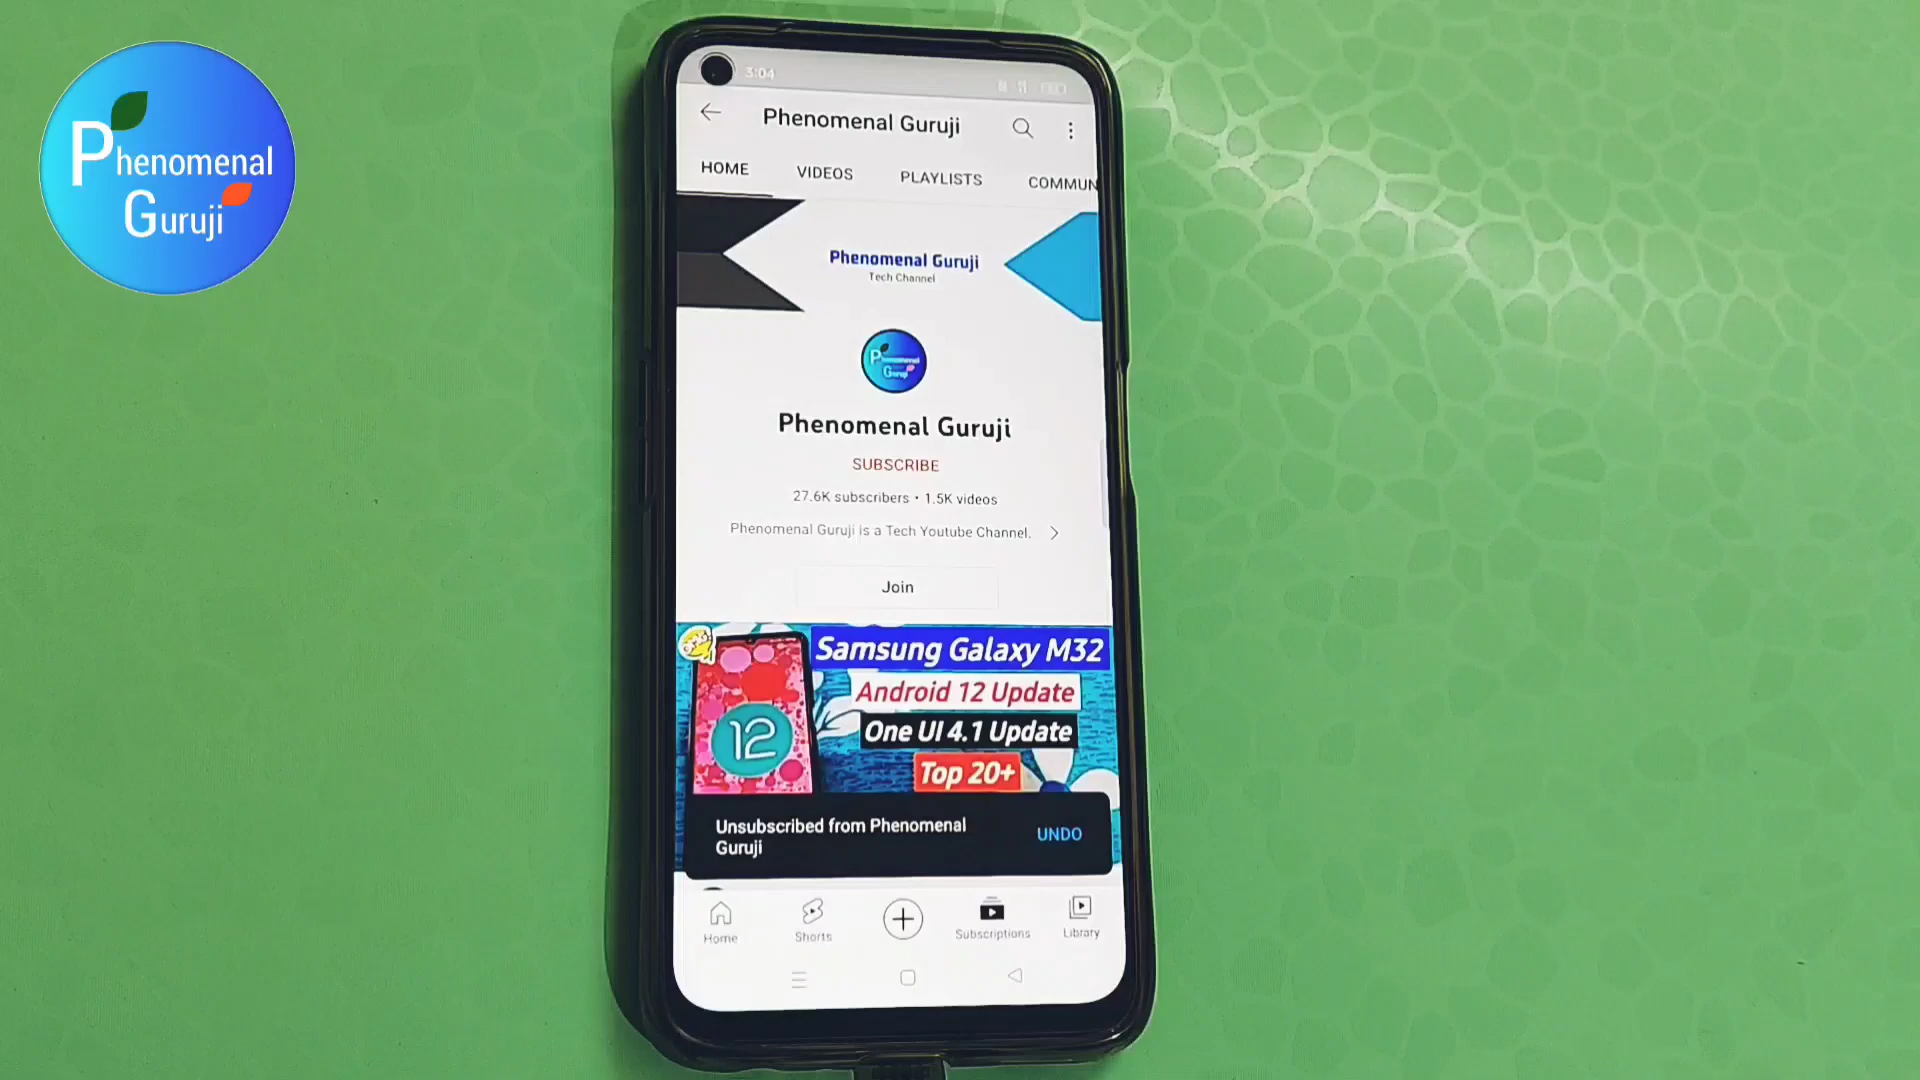 Phenomenal
Guruji
3:04
Phenomenal Guruji
HOME VIDEOS PLAYLISTS COMMUN
Phenomenal Guruji
Tech Channel
Phenomenal
Guruji
Phenomenal Guruji
SUBSCRIBE
27.6K subscribers • 1.5K videos
Phenomenal Guruji is a Tech Youtube Channel.
Join
Samsung Galaxy M32
Android 12 Update
12
One UI 4.1 Update
Top 20+
Unsubscribed from Phenomenal
Guruji
UNDO
Home Shorts Subscriptions Library